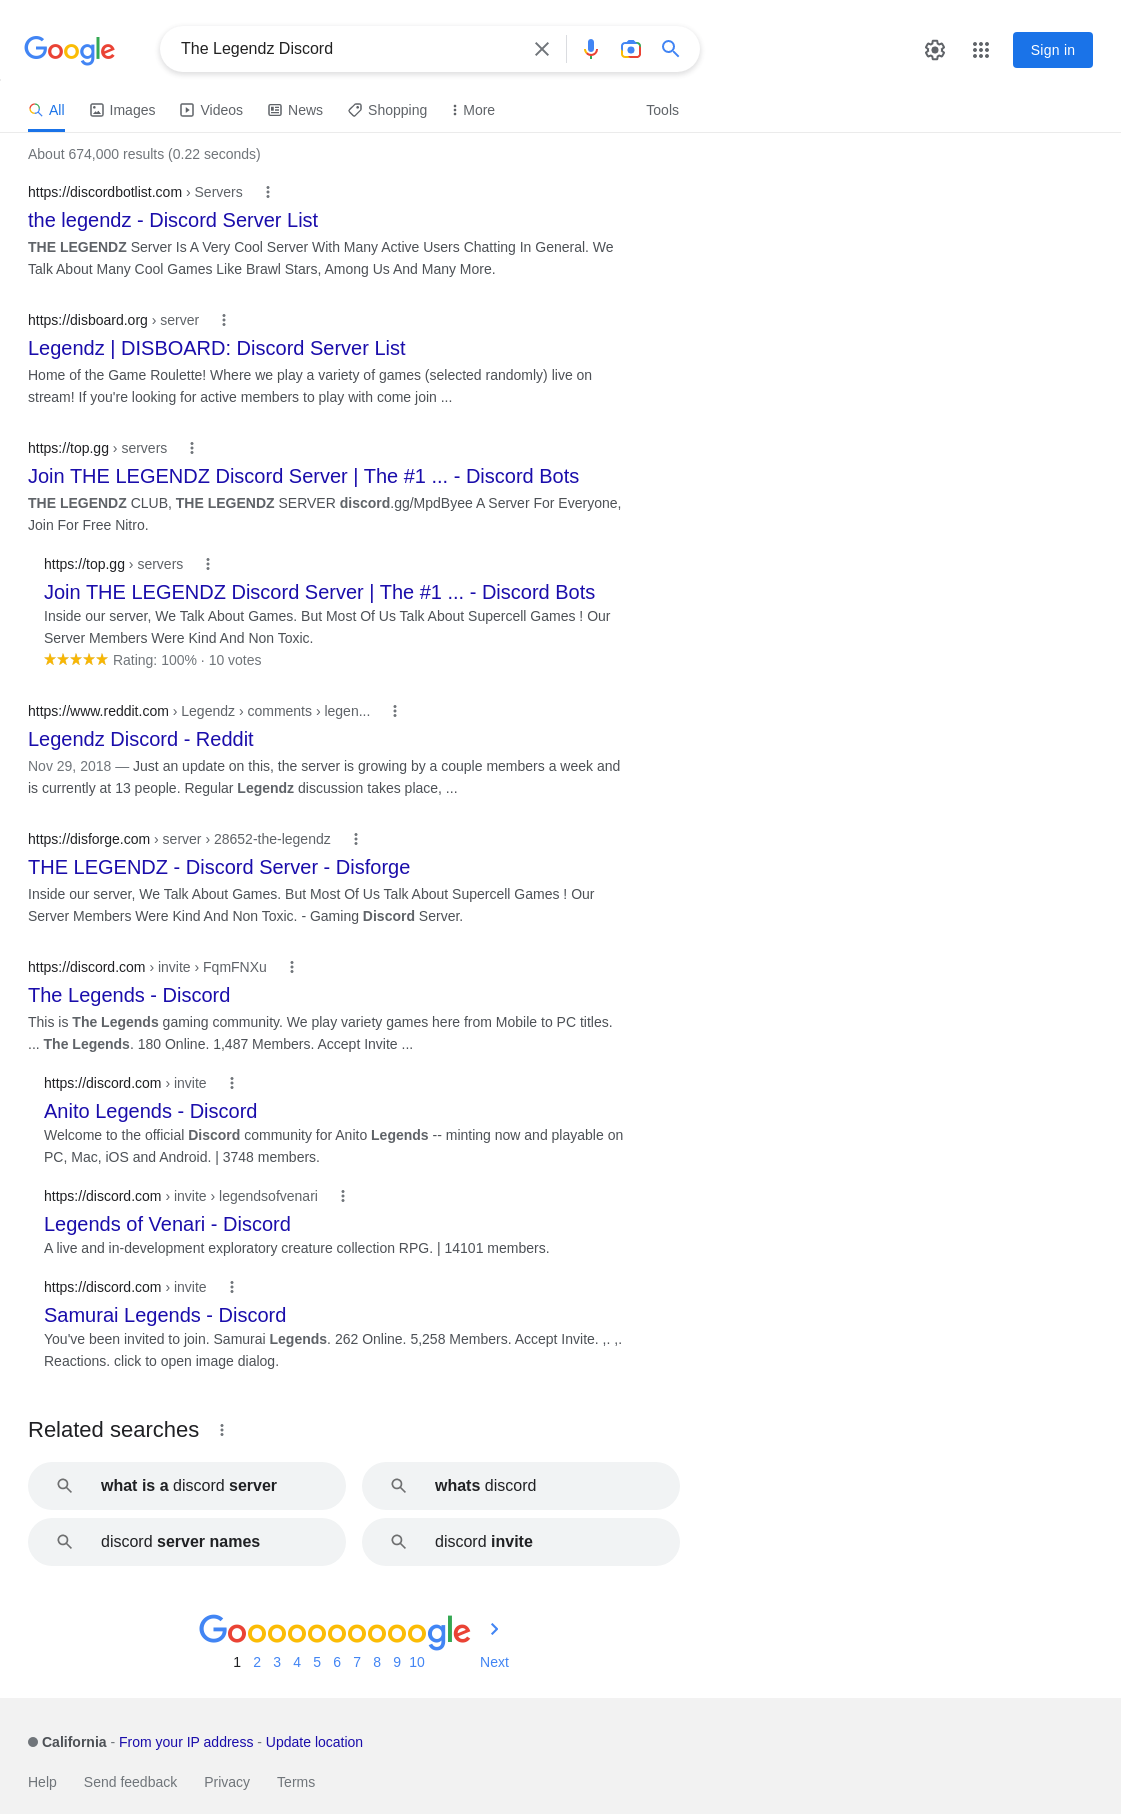 Google
The Legendz Discord
Sign in
All Images Videos News Shopping More Tools
About 674,000 results (0.22 seconds)
https://discordbotlist.com › Servers
the legendz - Discord Server List
THE LEGENDZ Server Is A Very Cool Server With Many Active Users Chatting In General. We
Talk About Many Cool Games Like Brawl Stars, Among Us And Many More.
https://disboard.org › server
Legendz | DISBOARD: Discord Server List
Home of the Game Roulette! Where we play a variety of games (selected randomly) live on
stream! If you're looking for active members to play with come join ...
https://top.gg › servers
Join THE LEGENDZ Discord Server | The #1 ... - Discord Bots
THE LEGENDZ CLUB, THE LEGENDZ SERVER discord.gg/MpdByee A Server For Everyone,
Join For Free Nitro.
https://top.gg › servers
Join THE LEGENDZ Discord Server | The #1 ... - Discord Bots
Inside our server, We Talk About Games. But Most Of Us Talk About Supercell Games ! Our
Server Members Were Kind And Non Toxic.
Rating: 100% · 10 votes
https://www.reddit.com › Legendz › comments › legen...
Legendz Discord - Reddit
Nov 29, 2018 — Just an update on this, the server is growing by a couple members a week and
is currently at 13 people. Regular Legendz discussion takes place, ...
https://disforge.com › server › 28652-the-legendz
THE LEGENDZ - Discord Server - Disforge
Inside our server, We Talk About Games. But Most Of Us Talk About Supercell Games ! Our
Server Members Were Kind And Non Toxic. - Gaming Discord Server.
https://discord.com › invite › FqmFNXu
The Legends - Discord
This is The Legends gaming community. We play variety games here from Mobile to PC titles.
... The Legends. 180 Online. 1,487 Members. Accept Invite ...
https://discord.com › invite
Anito Legends - Discord
Welcome to the official Discord community for Anito Legends -- minting now and playable on
PC, Mac, iOS and Android. | 3748 members.
https://discord.com › invite › legendsofvenari
Legends of Venari - Discord
A live and in-development exploratory creature collection RPG. | 14101 members.
https://discord.com › invite
Samurai Legends - Discord
You've been invited to join. Samurai Legends. 262 Online. 5,258 Members. Accept Invite. ,. ,.
Reactions. click to open image dialog.
Related searches
what is a discord server
whats discord
discord server names
discord invite
Goooooooooogle
1 2 3 4 5 6 7 8 9 10 Next
California - From your IP address - Update location
Help Send feedback Privacy Terms